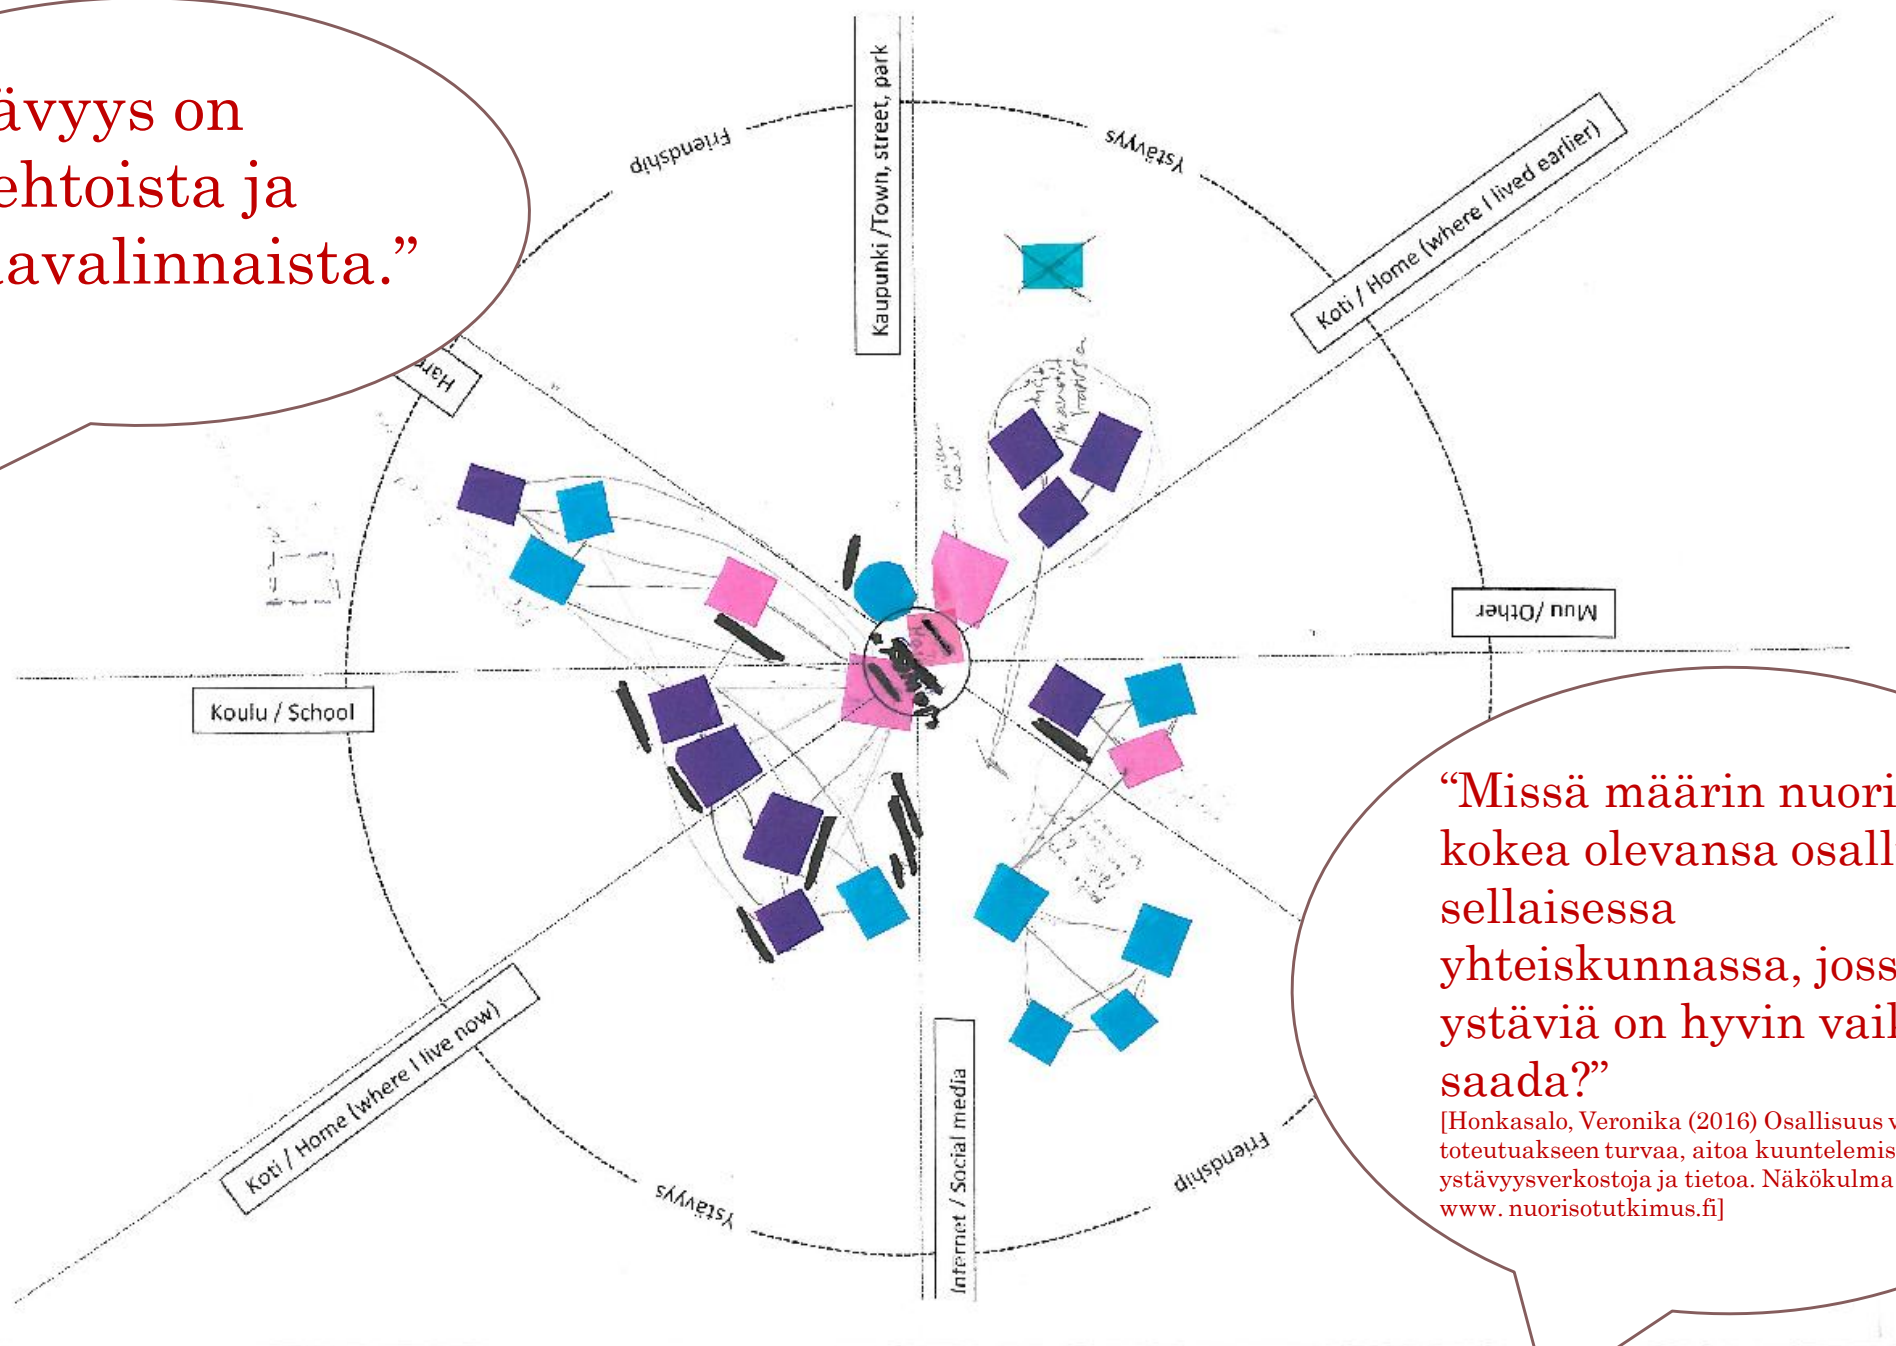 ävyys on
ehtoista ja
avalinnaista.”
Friendship
Kaupunki /Town, street, park
Ystävyys
Koti / Home (where I lived earlier)
Harr
Muu /Other
Koulu / School
“Missä määrin nuori
kokea olevansa osalli
sellaisessa
yhteiskunnassa, joss
ystäviä on hyvin vaik
saada?”
[Honkasalo, Veronika (2016) Osallisuus v
toteutuakseen turvaa, aitoa kuuntelemis
ystävyysverkostoja ja tietoa. Näkökulma
www. nuorisotutkimus.fi]
Koti / Home (where I live now)
Ystävyys
Internet / Social media
Friendship